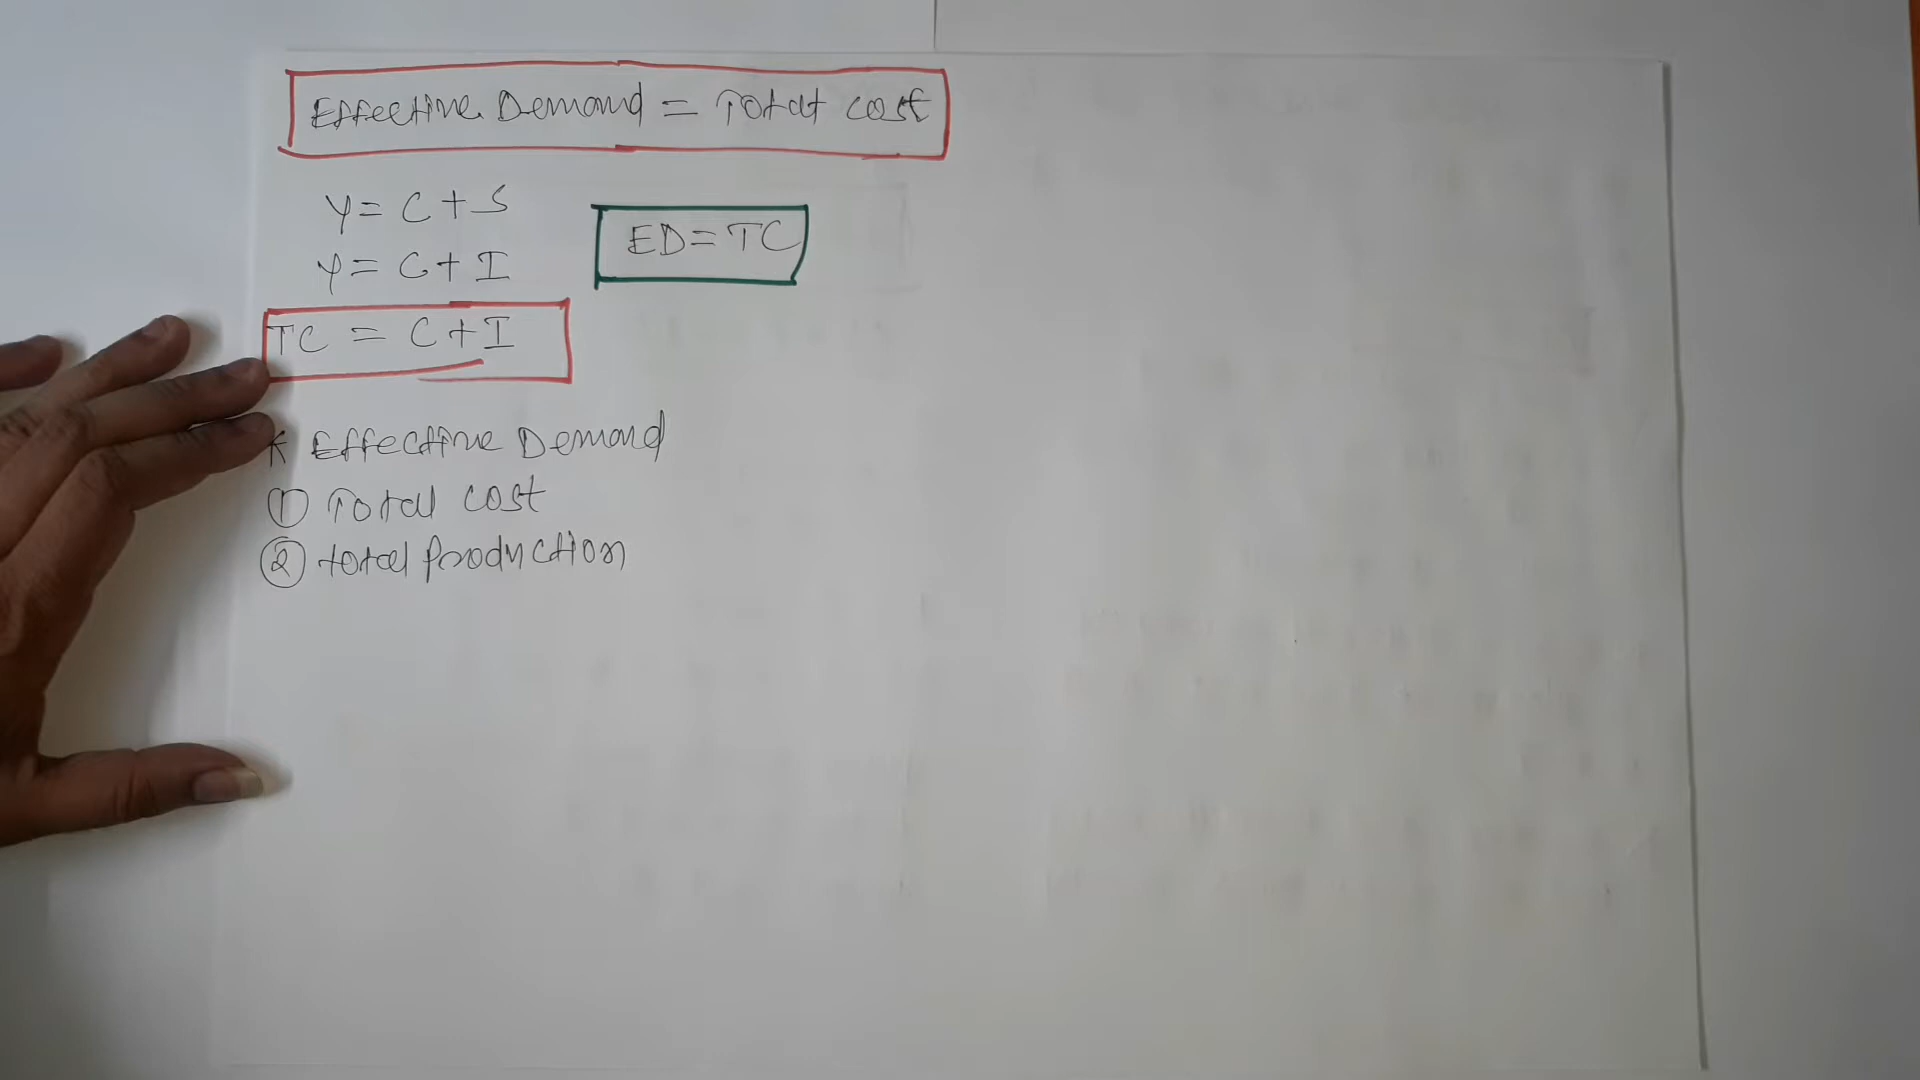 Effective Demand = Total cost
Y = C + S
Y = C + I
ED = TC
TC = C + I
* Effective Demand
① Total cost
② total production